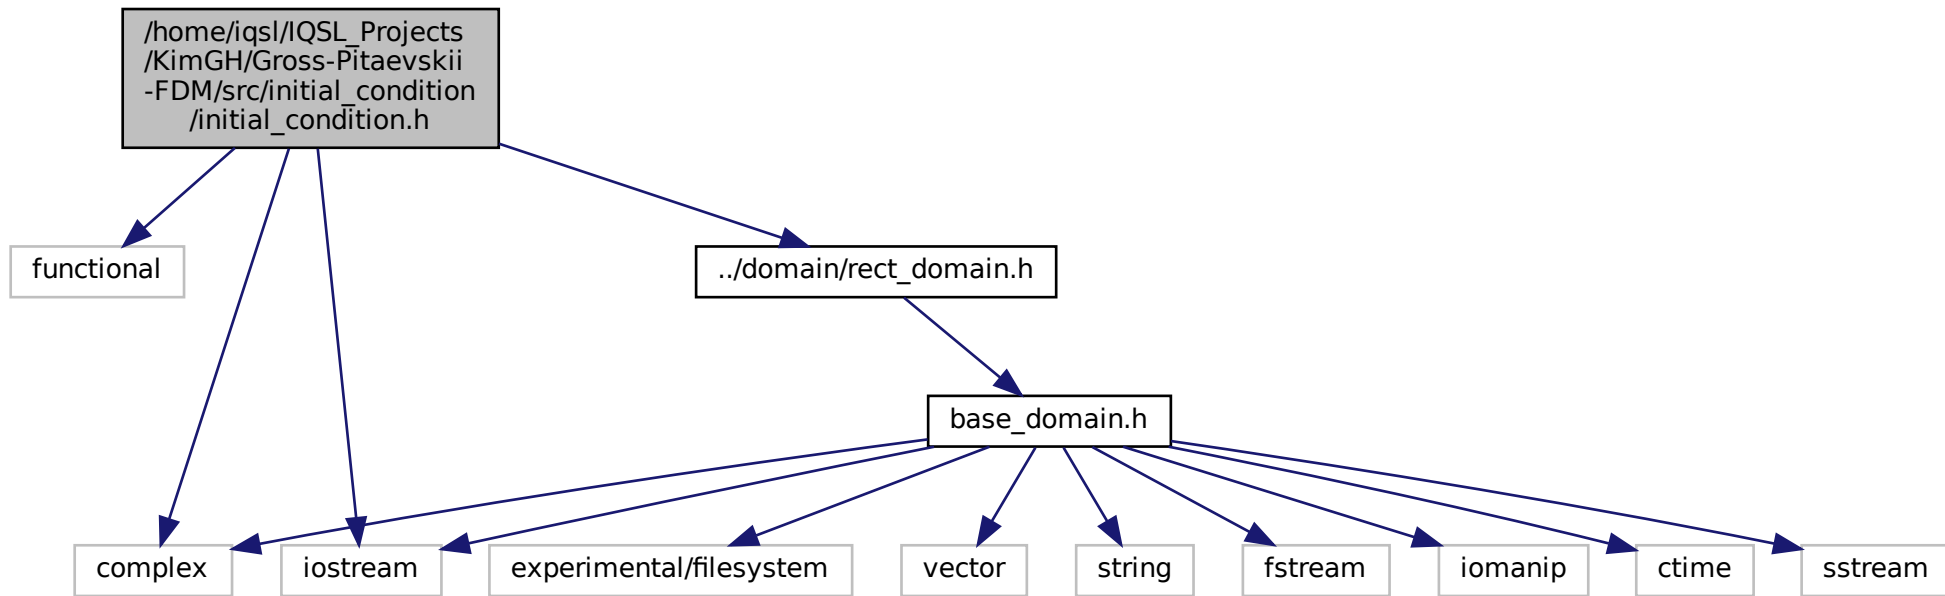 /home/iqsl/IQSL_Projects
/KimGH/Gross-Pitaevskii
-FDM/src/initial_condition
/initial_condition.h
functional
../domain/rect_domain.h
base_domain.h
complex
iostream
experimental/filesystem
vector
string
fstream
iomanip
ctime
sstream